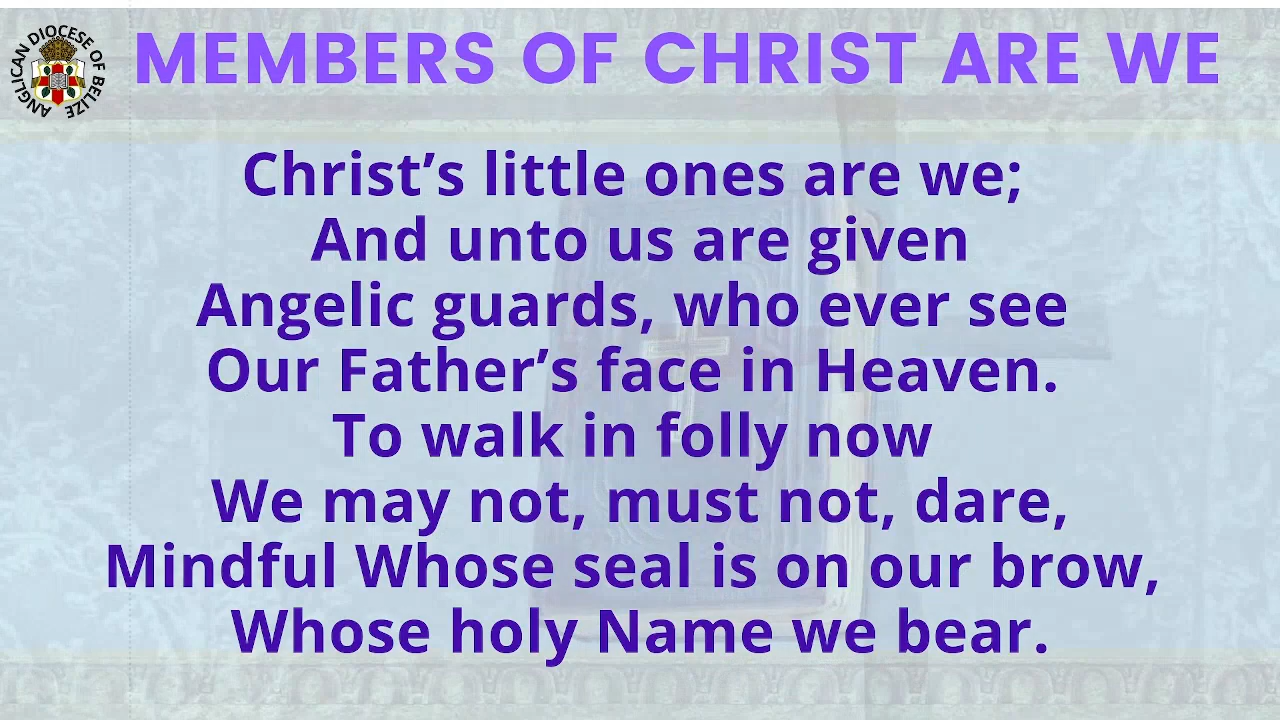 ANGLICAN DIOCESE OF BELIZE
MEMBERS OF CHRIST ARE WE
Christ’s little ones are we;
And unto us are given
Angelic guards, who ever see
Our Father’s face in Heaven.
To walk in folly now
We may not, must not, dare,
Mindful Whose seal is on our brow,
Whose holy Name we bear.